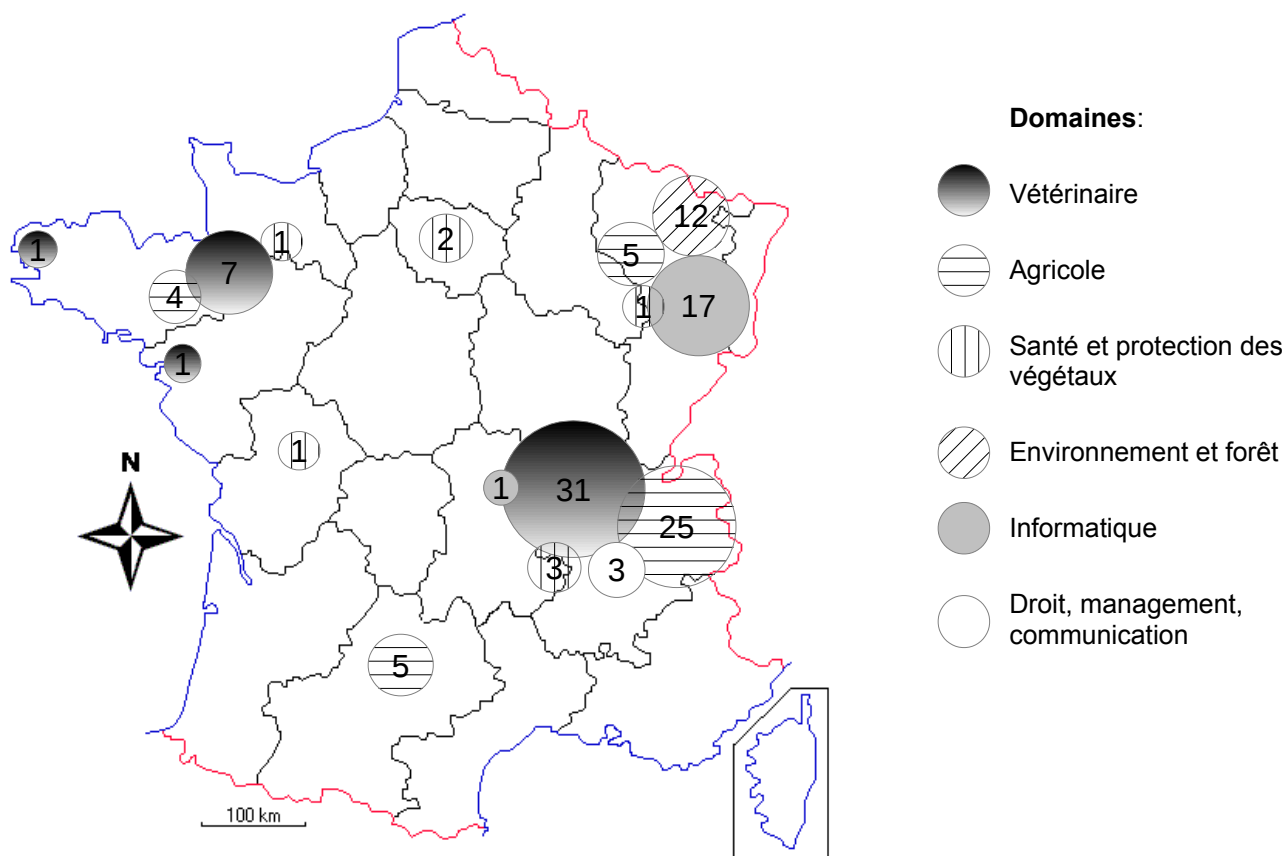 Domaines:
Vétérinaire
Agricole
Santé et protection des
végétaux
Environnement et forêt
Informatique
Droit, management,
communication
12
1
2
1
5
7
4
1
17
1
1
N
1
31
25
3
3
5
100 km